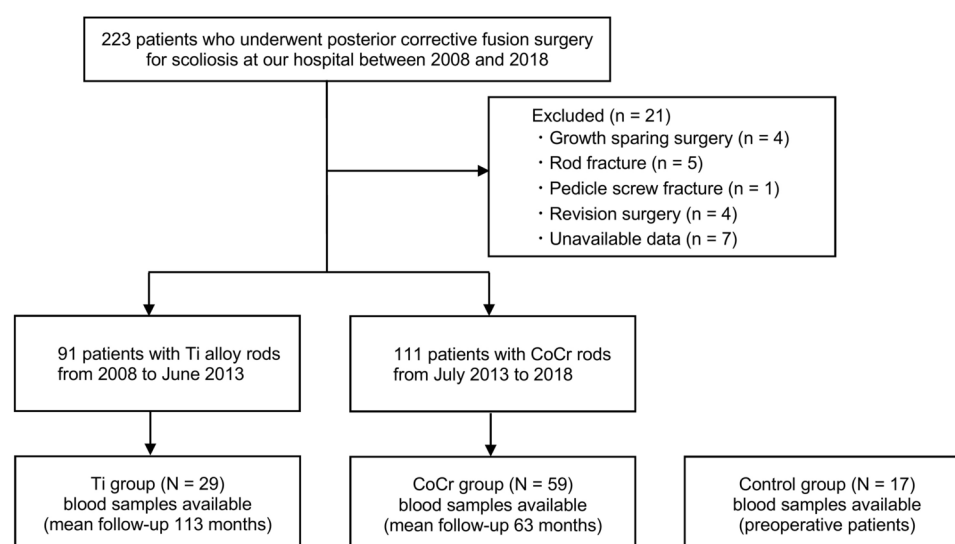 223 patients who underwent posterior corrective fusion surgery
for scoliosis at our hospital between 2008 and 2018
Excluded (n = 21)
・Growth sparing surgery (n = 4)
・Rod fracture (n = 5)
・Pedicle screw fracture (n = 1)
・Revision surgery (n = 4)
・Unavailable data (n = 7)
91 patients with Ti alloy rods
from 2008 to June 2013
111 patients with CoCr rods
from July 2013 to 2018
Ti group (N = 29)
blood samples available
(mean follow-up 113 months)
CoCr group (N = 59)
blood samples available
(mean follow-up 63 months)
Control group (N = 17)
blood samples available
(preoperative patients)